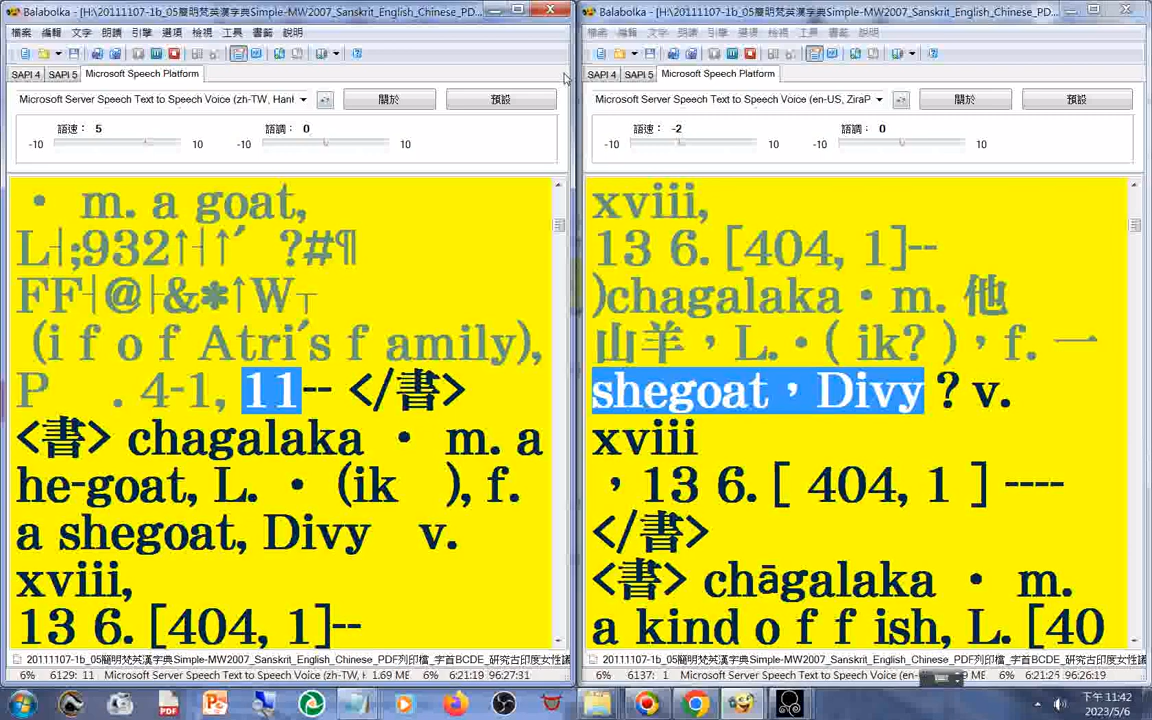 Balabolka - [H:\20111107-1b_05簡明梵英漢字典Simple-MW2007_Sanskrit_English_Chinese_PD...
檔案 編輯 文字 朗讀 引擎 選項 檢視 工具 書籤 說明
SAPI 4 SAPI 5 Microsoft Speech Platform
Microsoft Server Speech Text to Speech Voice (zh-TW, Hanl 關於 預設
語速： 5 語調： 0
-10 10 -10 10
• m. a goat,
L┤;932↑┤↑′ ?#¶
FF┤@├&*↑W┬
(i f o f Atri′s f amily),
P . 4-1, 11-- </書>
<書> chagalaka • m. a
he-goat, L. • (ik ), f.
a shegoat, Divy v.
xviii,
13 6. [404, 1]--
20111107-1b_05簡明梵英漢字典Simple-MW2007_Sanskrit_English_Chinese_PDF列印檔_字首BCDE_研究古印度女性議
6% 6129: 11 Microsoft Server Speech Text to Speech Voice (zh-TW, 1.69 ME 6% 6:21:19 96:27:31
Balabolka - [H:\20111107-1b_05簡明梵英漢字典Simple-MW2007_Sanskrit_English_Chinese_PD...
檔案 編輯 文字 朗讀 引擎 選項 檢視 工具 書籤 說明
SAPI 4 SAPI 5 Microsoft Speech Platform
Microsoft Server Speech Text to Speech Voice (en-US, ZiraP 關於 預設
語速： -2 語調： 0
-10 10 -10 10
xviii,
13 6. [404, 1]--
)chagalaka • m. 他
山羊，L. • ( ik? )，f. 一
shegoat，Divy ? v.
xviii
，13 6. [ 404, 1 ] ----
</書>
<書> chāgalaka • m.
a kind o f f ish, L. [40
20111107-1b_05簡明梵英漢字典Simple-MW2007_Sanskrit_English_Chinese_PDF列印檔_字首BCDE_研究古印度女性議
6% 6137: 1 Microsoft Server Speech Text to Speech Voice (en-u ME 6% 6:21:25 96:26:19
下午 11:42
2023/5/6